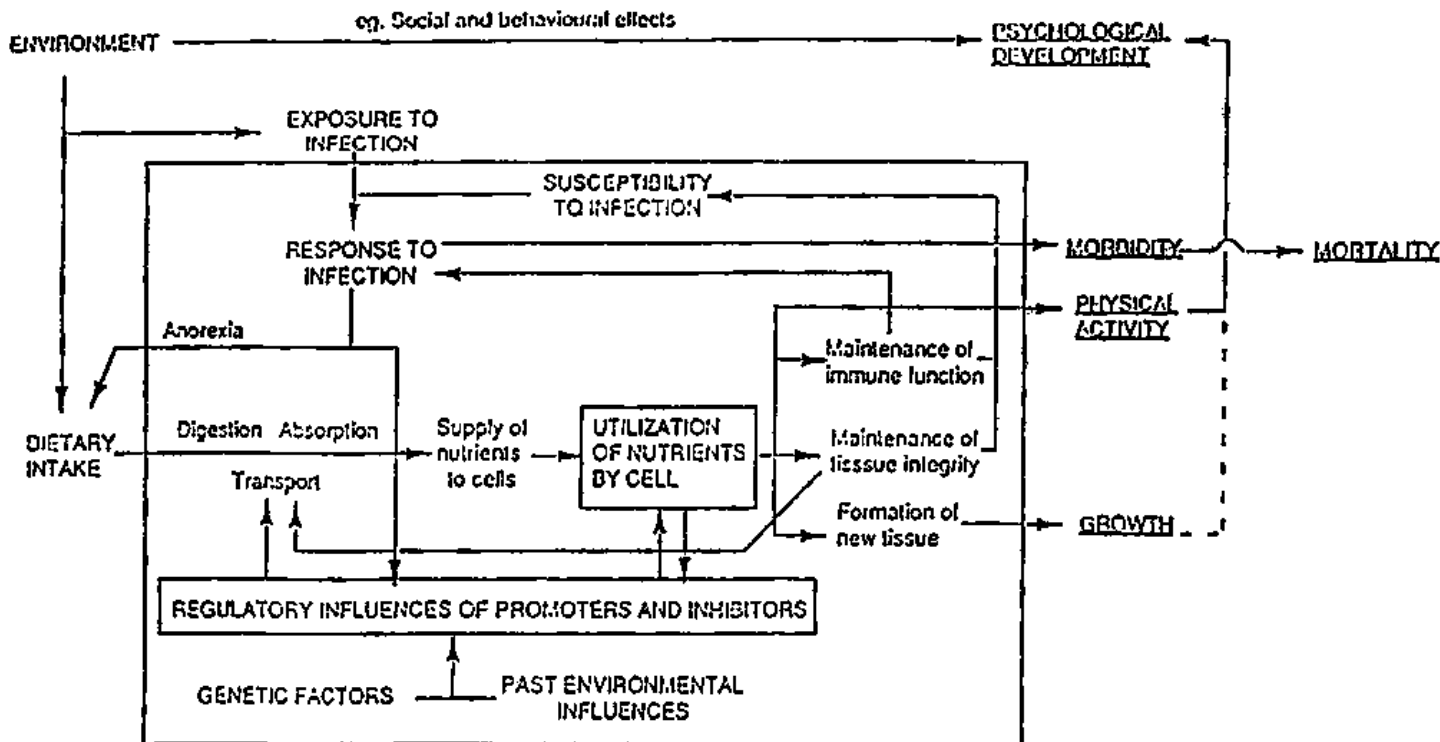 eg. Social and behavioural effects
ENVIRONMENT
PSYCHOLOGICAL
DEVELOPMENT
EXPOSURE TO
INFECTION
SUSCEPTIBILITY
TO INFECTION
RESPONSE TO
INFECTION
MORBIDITY
MORTALITY
PHYSICAL
ACTIVITY
Anorexia
Maintenance of
immune function
DIETARY
INTAKE
Digestion Absorption
Transport
Supply of
nutrients
to cells
UTILIZATION
OF NUTRIENTS
BY CELL
Maintenance of
tisssue integrity
Formation of
new tissue
GROWTH
REGULATORY INFLUENCES OF PROMOTERS AND INHIBITORS
GENETIC FACTORS
PAST ENVIRONMENTAL
INFLUENCES